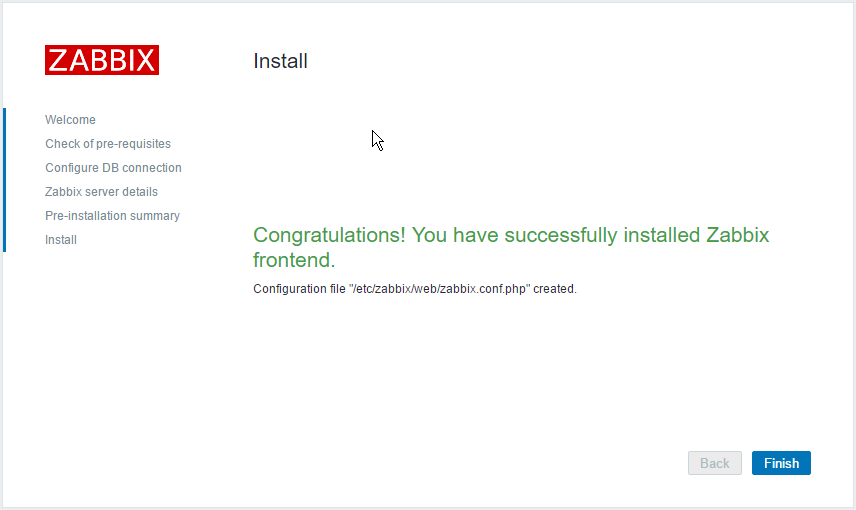 ZABBIX
Install
Welcome
Check of pre-requisites
Configure DB connection
Zabbix server details
Pre-installation summary
Install
Congratulations! You have successfully installed Zabbix
frontend.
Configuration file "/etc/zabbix/web/zabbix.conf.php" created.
Back
Finish